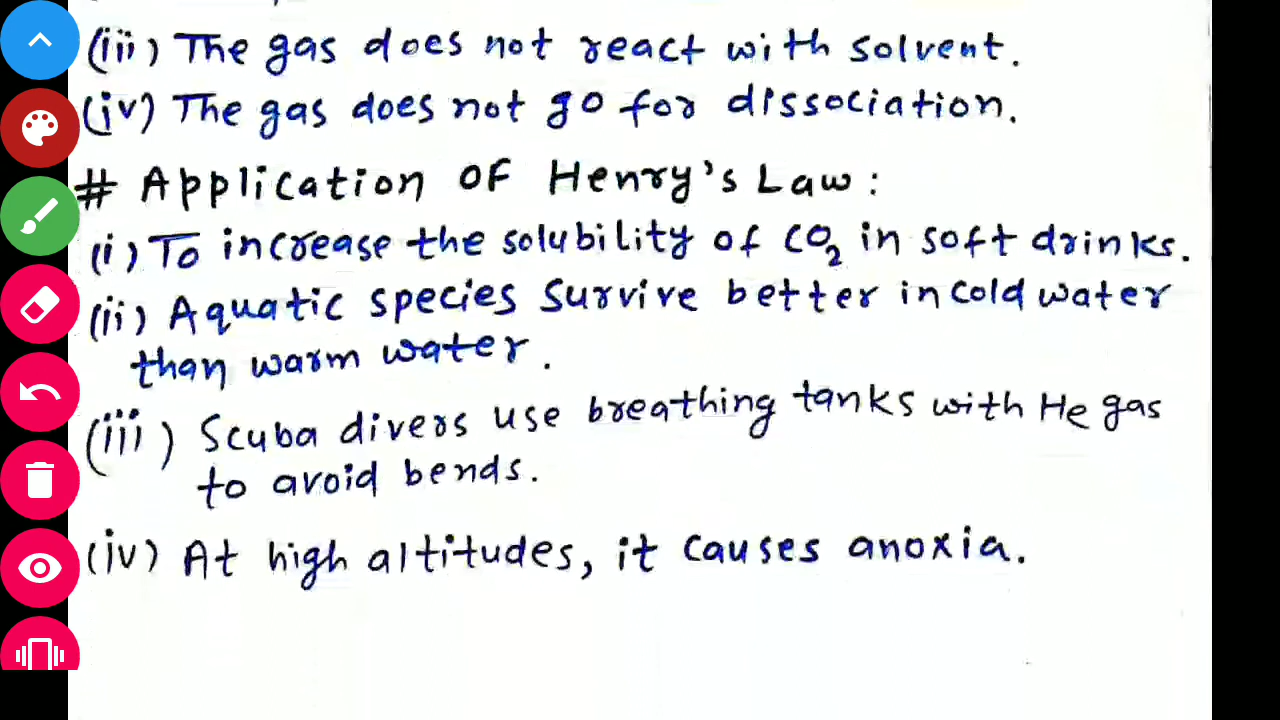 (iii) The gas does not react with solvent.
(iv) The gas does not go for dissociation.
# Application OF Henry's Law:
(i) To increase the solubility of CO2 in soft drinks.
(ii) Aquatic species survive better in cold water
than warm water.
(iii) Scuba divers use breathing tanks with He gas
to avoid bends.
(iv) At high altitudes, it causes anoxia.